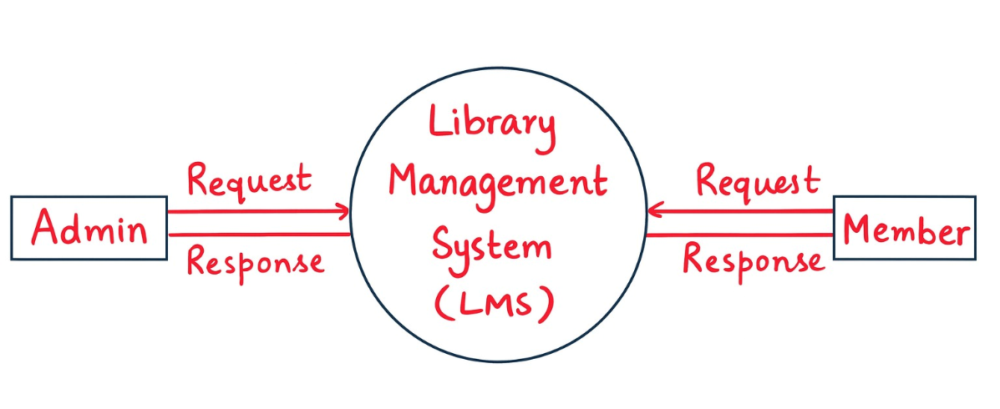 Library
Management
System
(LMS)
Request
Admin
Response
Request
Member
Response